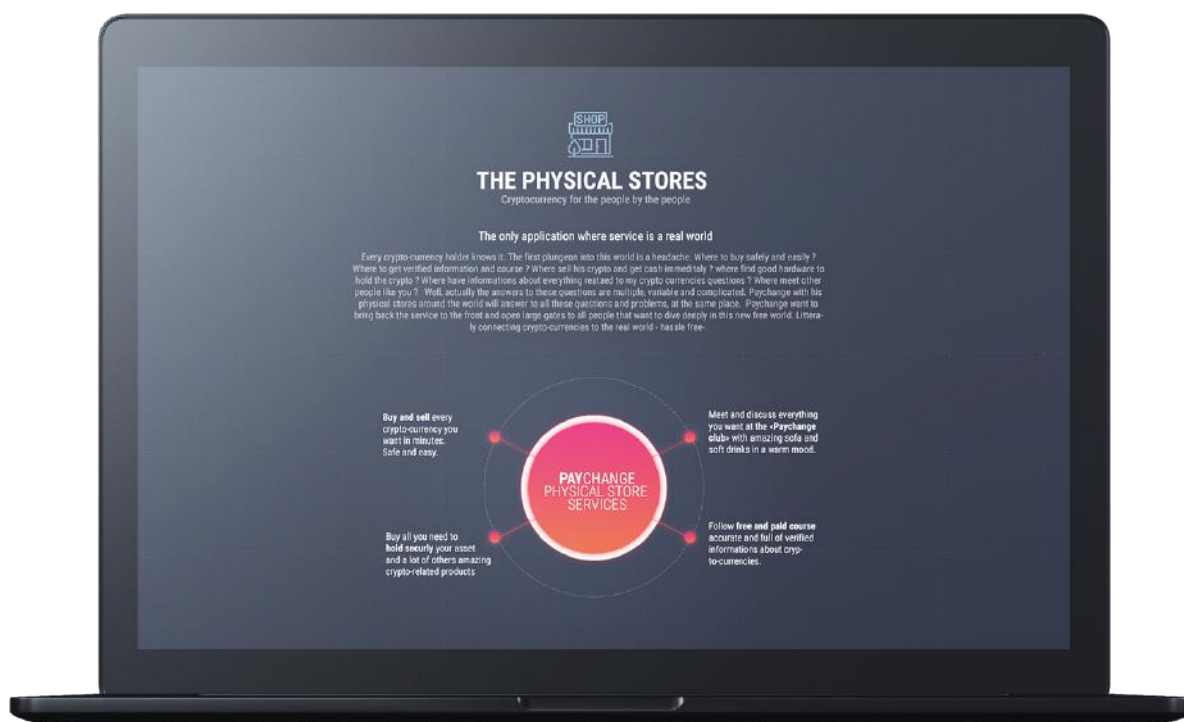 SHOP
THE PHYSICAL STORES
Cryptocurrency for the people by the people
The only application where service is a real world
Every crypto-currency holder knows it. The first plungeon into this world is a headache. Where to buy safely and easily ?
Where to get verified information and course ? Where sell his crypto and get cash immeditaly ? where find good hardware to
hold the crypto ? Where have informations about everything reataed to my crypto currencies questions ? Where meet other
people like you ? Well, actually the answers to these questions are multiple, variable and complicated. Paychange with his
physical stores around the world will answer to all these questions and problems, at the same place. Paychange want to
bring back the service to the front and open large gates to all people that want to dive deeply in this new free world. Littera-
ly connecting crypto-currencies to the real world - hassle free-.
Buy and sell every
crypto-currency you
want in minutes.
Safe and easy.
Meet and discuss everything
you want at the «Paychange
club» with amazing sofa and
soft drinks in a warm mood.
PAYCHANGE
PHYSICAL STORE
SERVICES
Buy all you need to
hold securly your asset
and a lot of others amazing
crypto-related products
Follow free and paid course
accurate and full of verified
informations about cryp-
to-currencies.